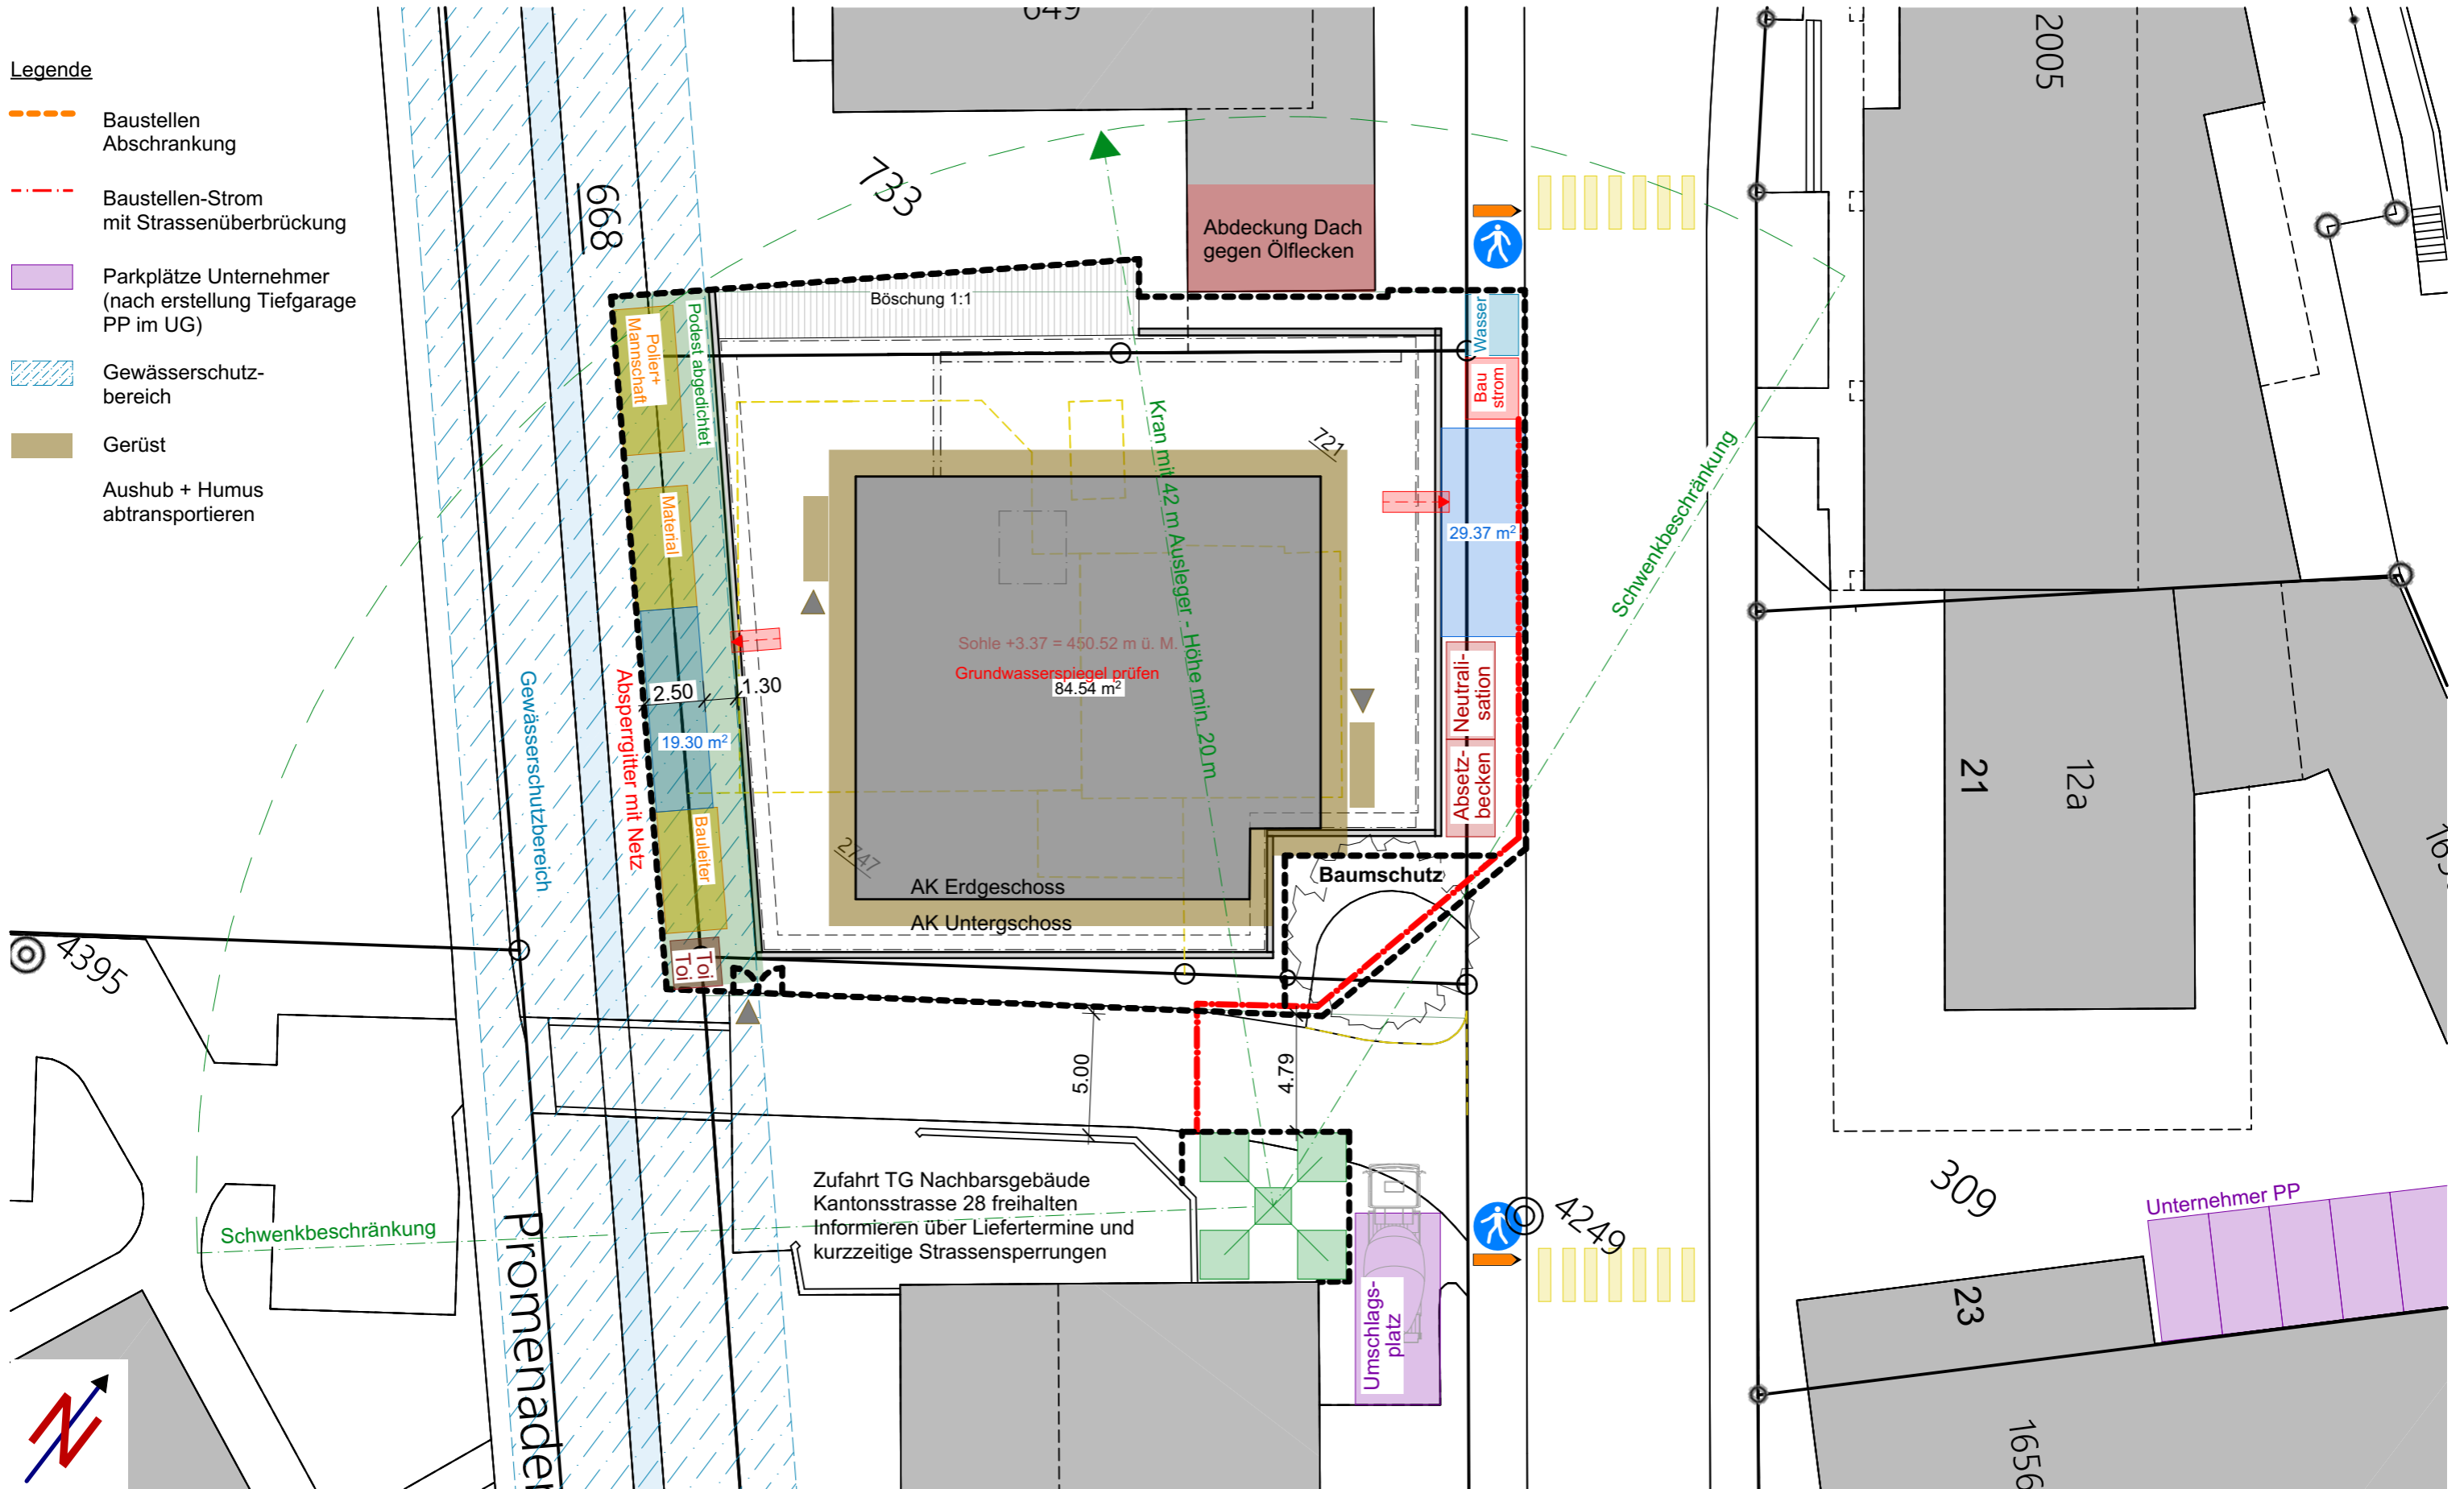 Legende
Baustellen
Abschrankung
Baustellen-Strom
mit Strassenüberbrückung
Parkplätze Unternehmer
(nach erstellung Tiefgarage
PP im UG)
Gewässerschutz-
bereich
Gerüst
Aushub + Humus
abtransportieren
649
2005
733
668
Abdeckung Dach
gegen Ölflecken
Böschung 1:1
Polier+
Mannschaft
Podest abgedichtet
Wasser
Bau
strom
Kran mit 42 m Ausleger - Höhe min. 20 m
721
Schwenkbeschränkung
Material
29.37 m²
Sohle +3.37 = 450.52 m ü. M.
Grundwasserspiegel prüfen
84.54 m²
2.50
1.30
19.30 m²
Gewässerschutzbereich
Absperrgitter mit Netz
Neutrali-
sation
Absetz-
becken
21
12a
Bauleiter
2747
AK Erdgeschoss
AK Untergschoss
Baumschutz
Toi
Toi
4395
5.00
4.79
Zufahrt TG Nachbarsgebäude
Kantonsstrasse 28 freihalten
Informieren über Liefertermine und
kurzzeitige Strassensperrungen
Schwenkbeschränkung
Umschlags-
platz
4249
309
Unternehmer PP
23
1656
N